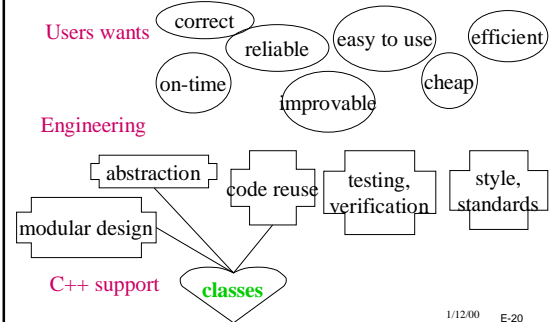 Users wants
correct
reliable
easy to use
efficient
on-time
improvable
cheap
Engineering
abstraction
code reuse
testing,
verification
style,
standards
modular design
C++ support
classes
1/12/00
E-20